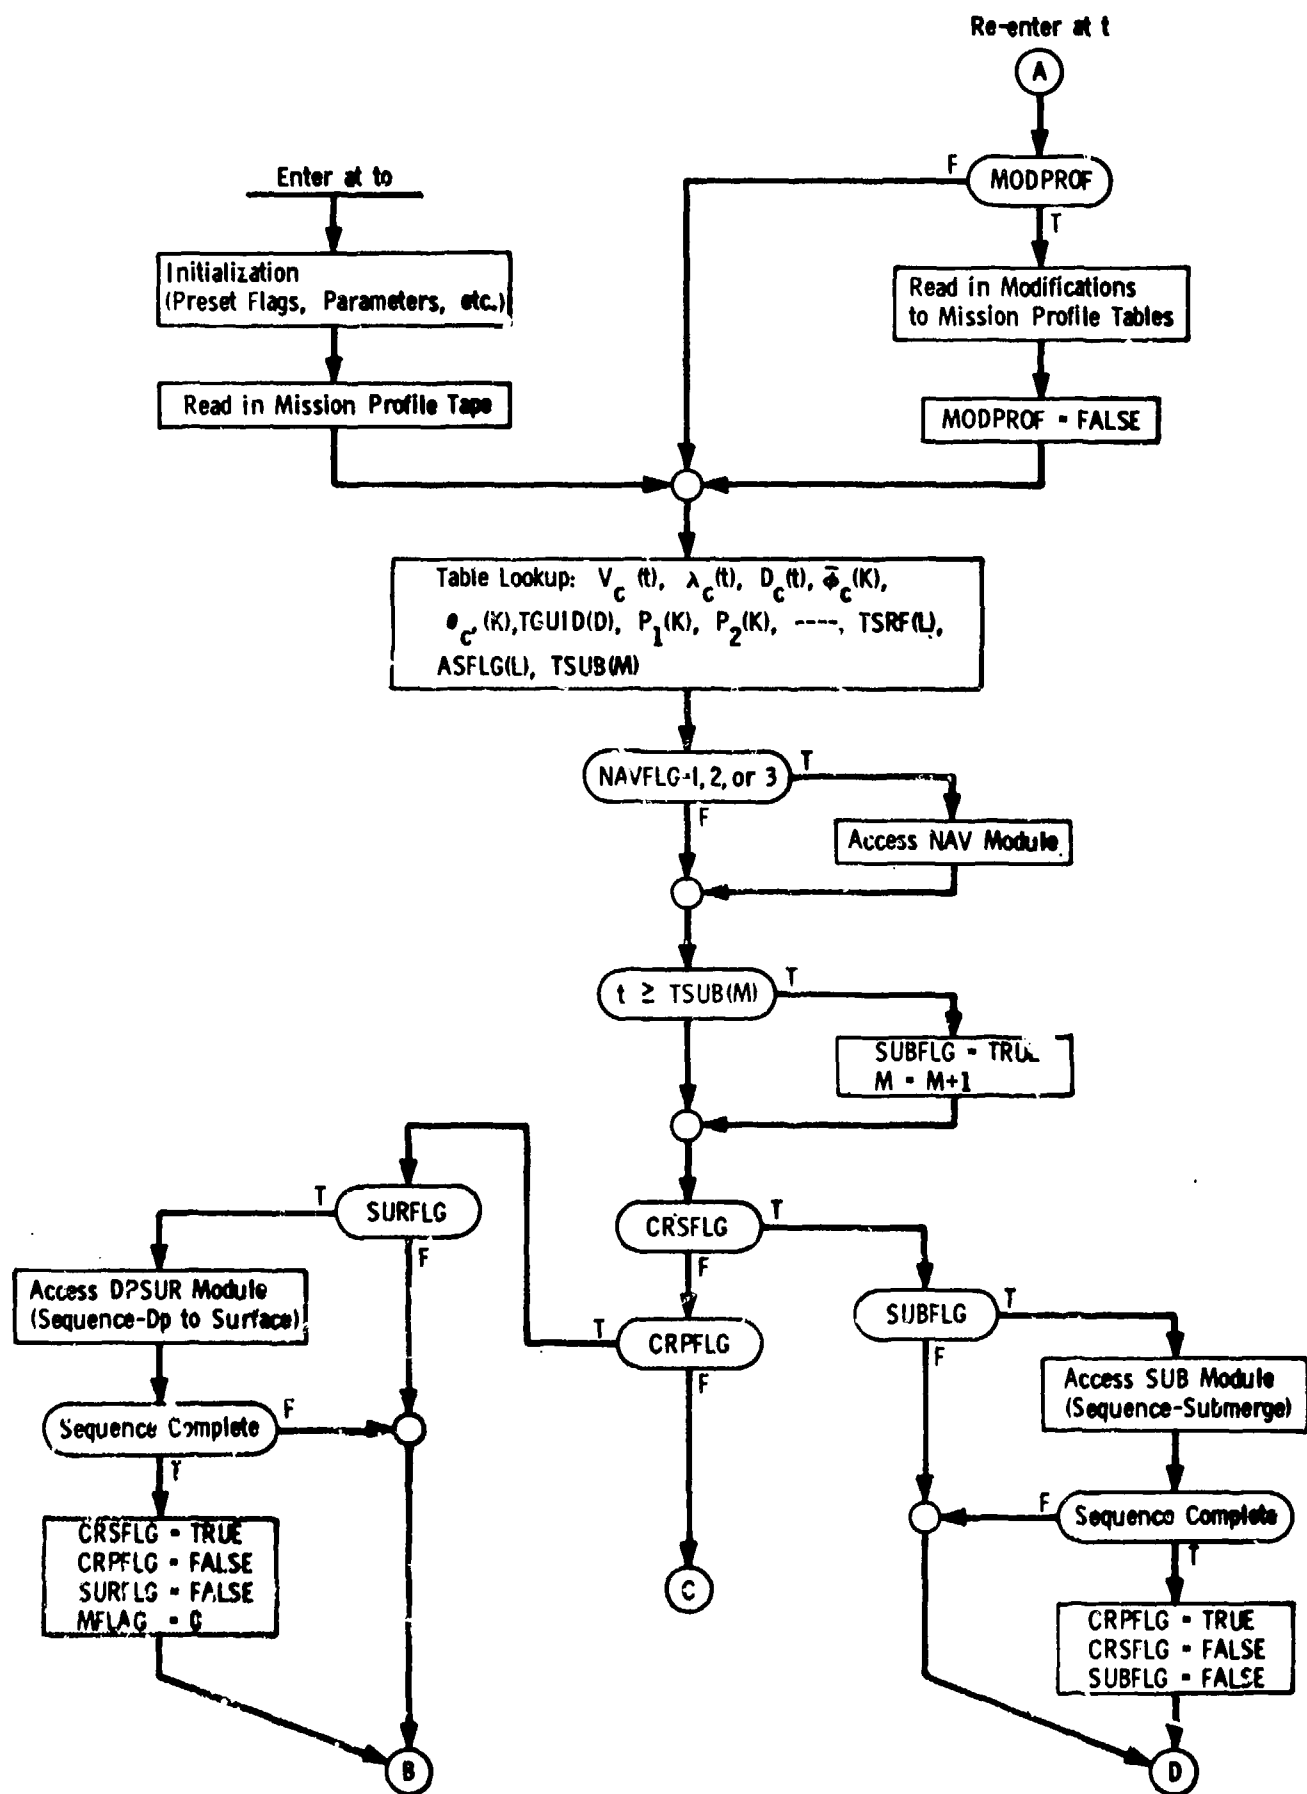 Re-enter at t
A
MODPROF
F
T
Enter at to
Initialization
(Preset Flags, Parameters, etc.)
Read in Modifications
to Mission Profile Tables
Read in Mission Profile Tape
MODPROF = FALSE
Table Lookup: V_c(t), λ_c(t), D_c(t), φ̄_c(K),
θ_c,(K),TGUID(D), P_1(K), P_2(K), ----, TSRF(L),
ASFLG(L), TSUB(M)
NAVFLG=1, 2, or 3
T
F
Access NAV Module
t ≥ TSUB(M)
T
SUBFLG = TRUE
M = M+1
SURFLG
T
F
CRSFLG
T
F
Access DPSUR Module
(Sequence-Dp to Surface)
CRPFLG
T
F
SUBFLG
T
F
Access SUB Module
(Sequence-Submerge)
Sequence Complete
F
T
Sequence Complete
F
T
CRSFLG = TRUE
CRPFLG = FALSE
SURFLG = FALSE
MFLAG = 0
C
CRPFLG = TRUE
CRSFLG = FALSE
SUBFLG = FALSE
B
D